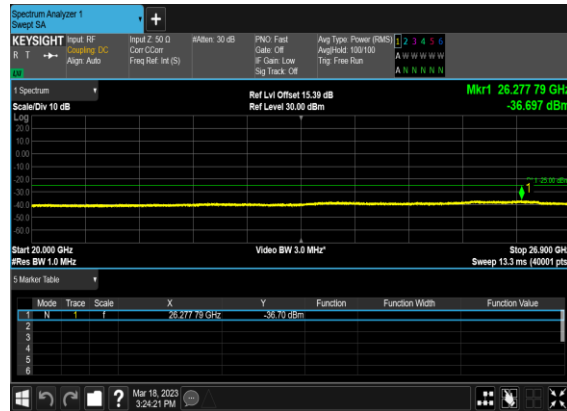 Spectrum Analyzer 1
Swept SA
+
KEYSIGHT Input: RF Input Z: 50 Ω #Atten: 30 dB PNO: Fast Avg Type: Power (RMS) 1 2 3 4 5 6
R T Coupling: DC Corr CCorr Gate: Off Avg|Hold: 100/100 A W W W W W
Align: Auto Freq Ref: Int (S) IF Gain: Low Trig: Free Run
Sig Track: Off A N N N N N
1 Spectrum Ref Lvl Offset 15.39 dB Mkr1 26.277 79 GHz
Scale/Div 10 dB Ref Level 30.00 dBm -36.697 dBm
Log
20.0
10.0
0.00
-10.0
-20.0
-25.00 dBm
-30.0
1
-40.0
-50.0
-60.0
Start 20.000 GHz Video BW 3.0 MHz* Stop 26.900 GHz
#Res BW 1.0 MHz Sweep 13.3 ms (40001 pts)
5 Marker Table
Mode Trace Scale X Y Function Function Width Function Value
1 N 1 f 26.277 79 GHz -36.70 dBm
2
3
4
5
6
? Mar 18, 2023
3:24:21 PM